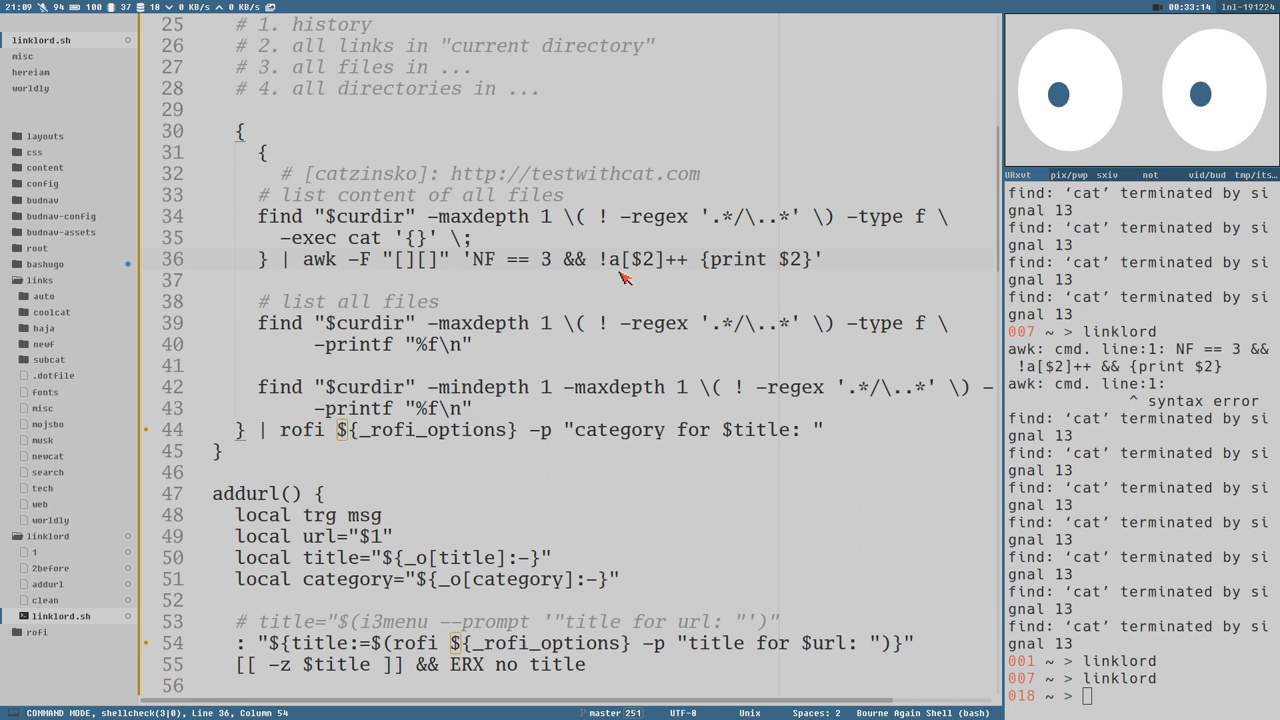 21:09 94 100 37 18 0 KB/s 0 KB/s 00:33:14 lnl-191224
linklord.sh
misc
hereiam
worldly
layouts
css
content
config
budnav
budnav-config
budnav-assets
root
bashugo
links
auto
coolcat
haja
newf
subcat
.dotfile
fonts
misc
mojsbo
musk
newcat
search
tech
web
worldly
linklord
1
2before
addurl
clean
linklord.sh
rofi
25 # 1. history
26 # 2. all links in "current directory"
27 # 3. all files in ...
28 # 4. all directories in ...
29
30 {
31 {
32 # [catzinsko]: http://testwithcat.com
33 # list content of all files
34 find "$curdir" -maxdepth 1 \( ! -regex '.*/\..*' \) -type f \
35 -exec cat '{}' \;
36 } | awk -F "[][]" 'NF == 3 && !a[$2]++ {print $2}'
37
38 # list all files
39 find "$curdir" -maxdepth 1 \( ! -regex '.*/\..*' \) -type f \
40 -printf "%f\n"
41
42 find "$curdir" -mindepth 1 -maxdepth 1 \( ! -regex '.*/\..*' \) -
43 -printf "%f\n"
44 } | rofi ${_rofi_options} -p "category for $title: "
45 }
46
47 addurl() {
48 local trg msg
49 local url="$1"
50 local title="${_o[title]:-}"
51 local category="${_o[category]:-}"
52
53 # title="$(i3menu --prompt '"title for url: "')"
54 : "${title:=$(rofi ${_rofi_options} -p "title for $url: ")}"
55 [[ -z $title ]] && ERX no title
56
COMMAND MODE, shellcheck(3|0), Line 36, Column 54 master 251 UTF-8 Unix Spaces: 2 Bourne Again Shell (bash)
URxvt pix/pvp sxiv not vid/bud tmp/its...
find: ‘cat’ terminated by si
gnal 13
find: ‘cat’ terminated by si
gnal 13
find: ‘cat’ terminated by si
gnal 13
find: ‘cat’ terminated by si
gnal 13
007 ~ > linklord
awk: cmd. line:1: NF == 3 &&
!a[$2]++ && {print $2}
awk: cmd. line:1:
^ syntax error
find: ‘cat’ terminated by si
gnal 13
find: ‘cat’ terminated by si
gnal 13
find: ‘cat’ terminated by si
gnal 13
find: ‘cat’ terminated by si
gnal 13
find: ‘cat’ terminated by si
gnal 13
find: ‘cat’ terminated by si
gnal 13
find: ‘cat’ terminated by si
gnal 13
001 ~ > linklord
007 ~ > linklord
018 ~ >